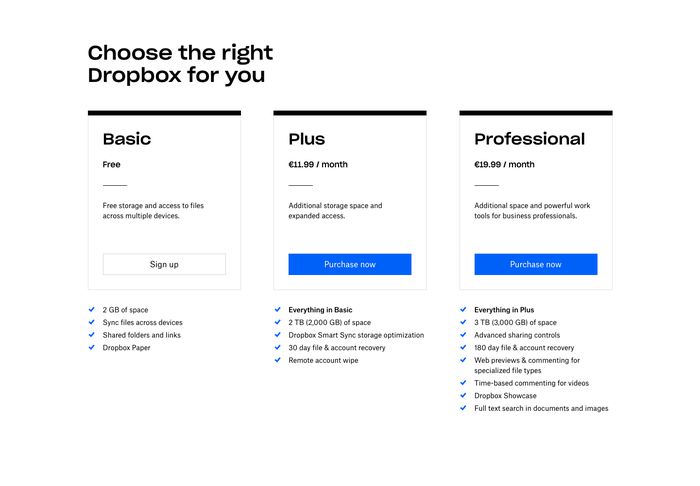 Choose the right
Dropbox for you
Basic
Free
Free storage and access to files
across multiple devices.
Sign up
2 GB of space
Sync files across devices
Shared folders and links
Dropbox Paper
Plus
€11.99 / month
Additional storage space and
expanded access.
Purchase now
Everything in Basic
2 TB (2,000 GB) of space
Dropbox Smart Sync storage optimization
30 day file & account recovery
Remote account wipe
Professional
€19.99 / month
Additional space and powerful work
tools for business professionals.
Purchase now
Everything in Plus
3 TB (3,000 GB) of space
Advanced sharing controls
180 day file & account recovery
Web previews & commenting for
specialized file types
Time-based commenting for videos
Dropbox Showcase
Full text search in documents and images